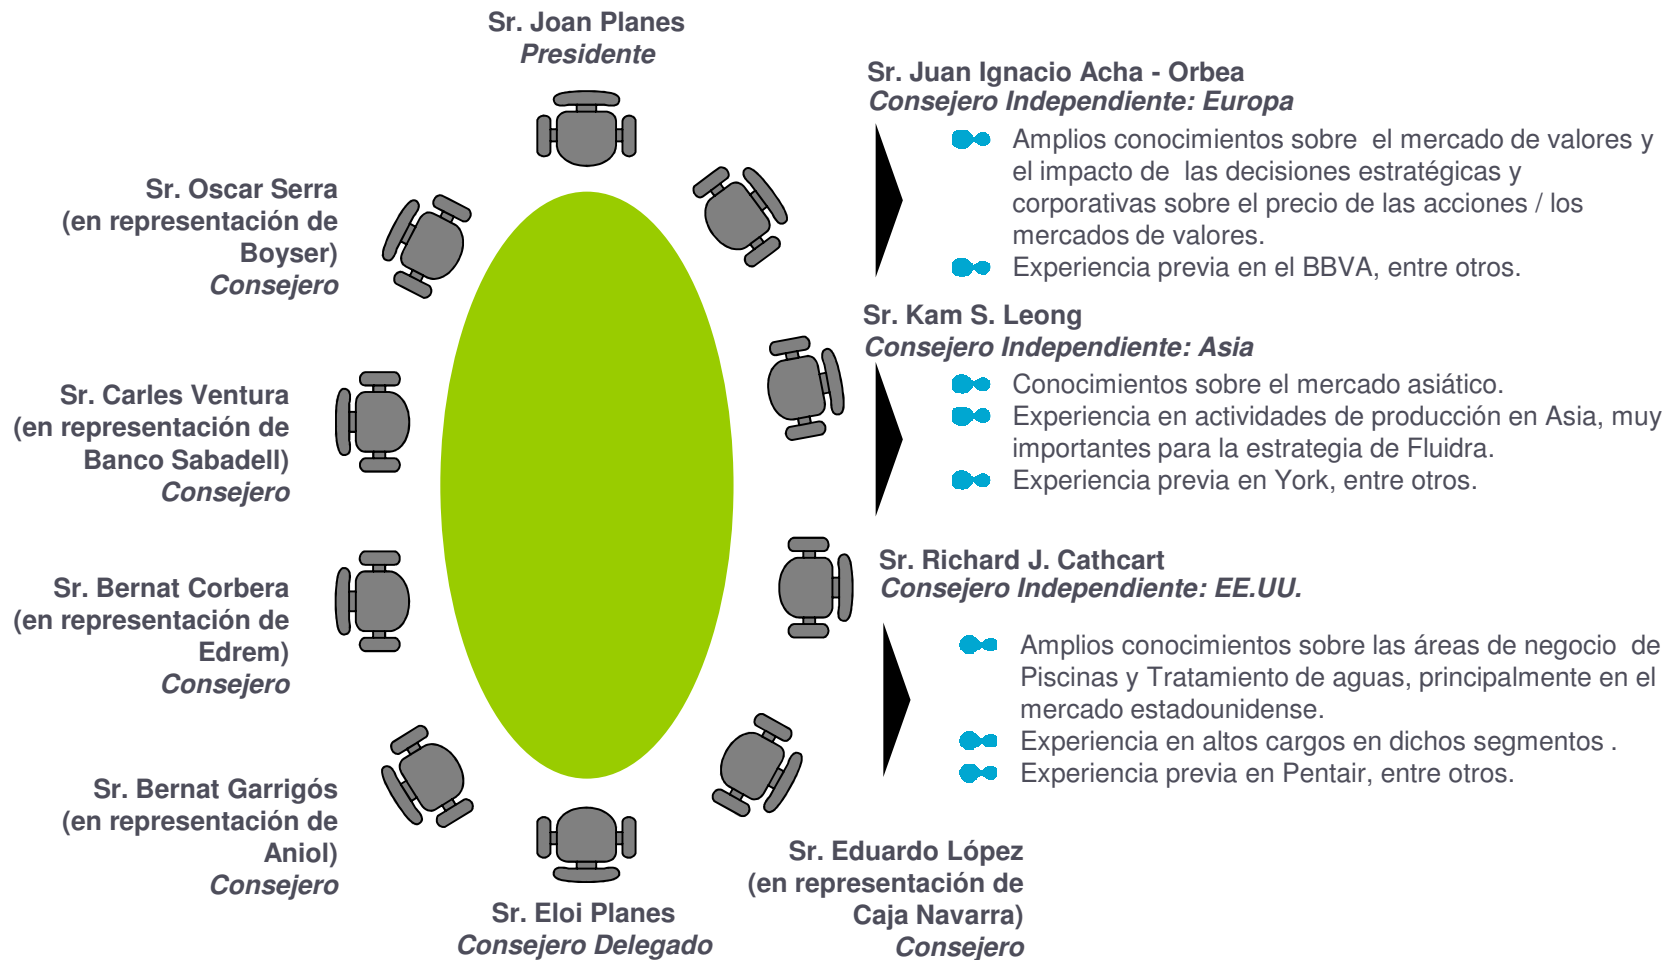 Sr. Joan Planes
Presidente
Sr. Juan Ignacio Acha - Orbea
Consejero Independiente: Europa
Amplios conocimientos sobre el mercado de valores y
el impacto de las decisiones estratégicas y
corporativas sobre el precio de las acciones / los
mercados de valores.
Experiencia previa en el BBVA, entre otros.
Sr. Oscar Serra
(en representación de
Boyser)
Consejero
Sr. Kam S. Leong
Consejero Independiente: Asia
Conocimientos sobre el mercado asiático.
Experiencia en actividades de producción en Asia, muy
importantes para la estrategia de Fluidra.
Experiencia previa en York, entre otros.
Sr. Carles Ventura
(en representación de
Banco Sabadell)
Consejero
Sr. Richard J. Cathcart
Consejero Independiente: EE.UU.
Amplios conocimientos sobre las áreas de negocio de
Piscinas y Tratamiento de aguas, principalmente en el
mercado estadounidense.
Experiencia en altos cargos en dichos segmentos .
Experiencia previa en Pentair, entre otros.
Sr. Bernat Corbera
(en representación de
Edrem)
Consejero
Sr. Bernat Garrigós
(en representación de
Aniol)
Consejero
Sr. Eloi Planes
Consejero Delegado
Sr. Eduardo López
(en representación de
Caja Navarra)
Consejero